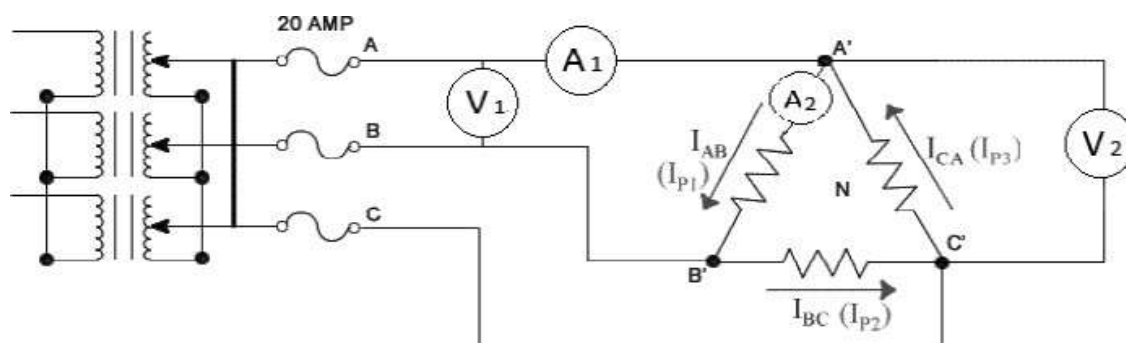 20 AMP
A
A1
A'
V1
A2
B
IAB
(IP1)
ICA (IP3)
V2
N
C
B'
C'
IBC (IP2)